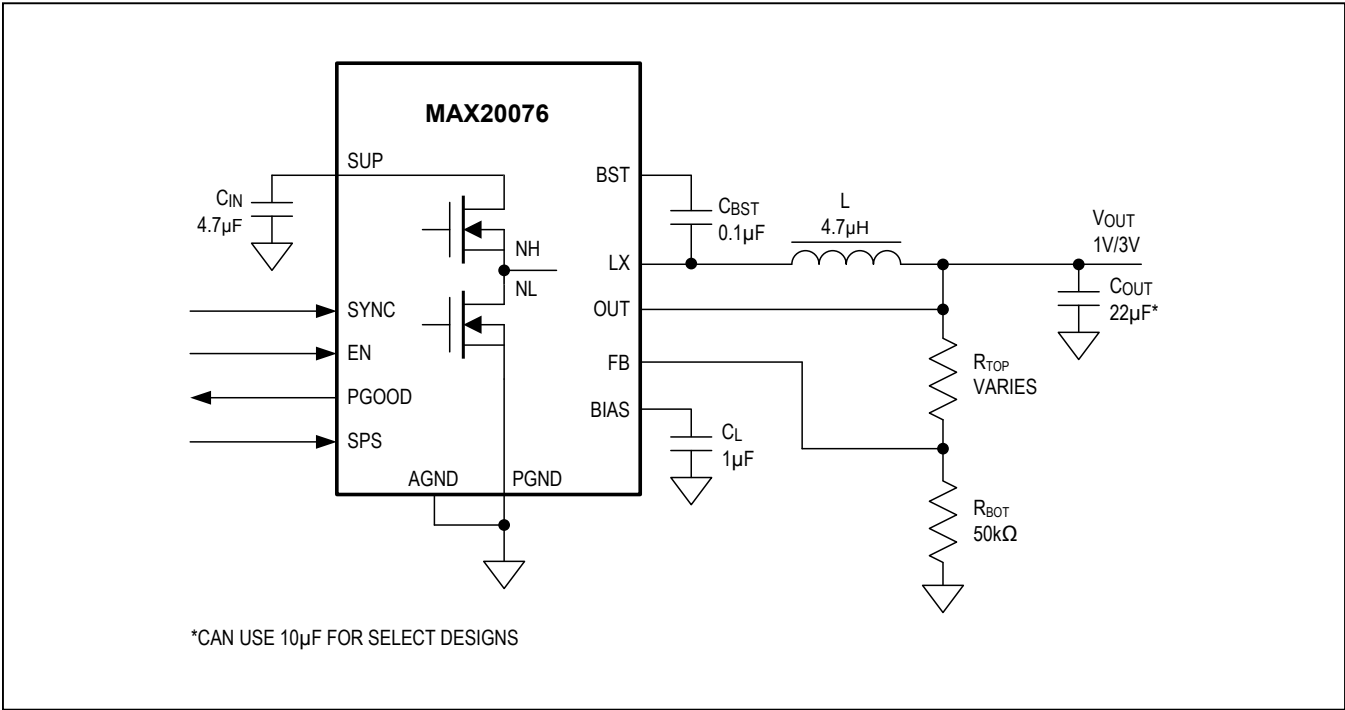 MAX20076
SUP
CIN
4.7µF
NH
NL
SYNC
EN
PGOOD
SPS
AGND
PGND
BST
LX
OUT
FB
BIAS
CBST
0.1µF
L
4.7µH
VOUT
1V/3V
COUT
22µF*
RTOP
VARIES
CL
1µF
RBOT
50kΩ
*CAN USE 10µF FOR SELECT DESIGNS